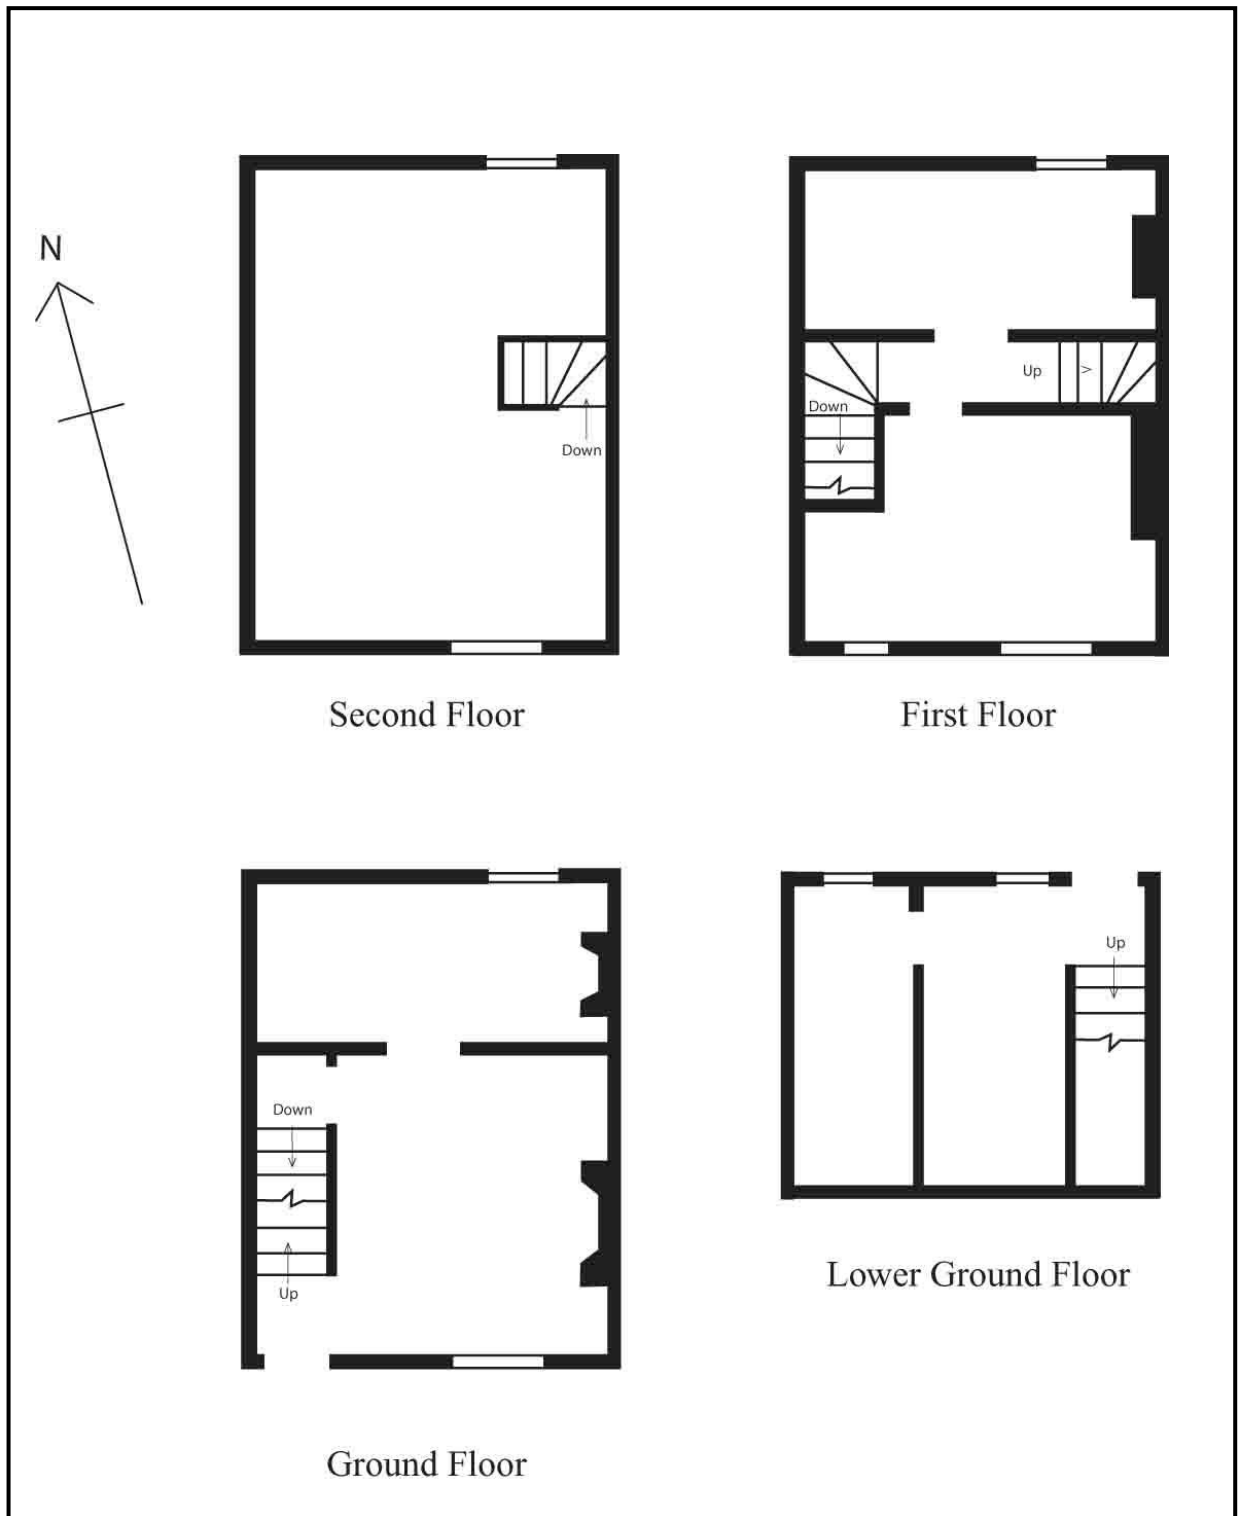 N
Down
Second Floor
Up
>
Down
First Floor
Down
Up
Ground Floor
Up
Lower Ground Floor